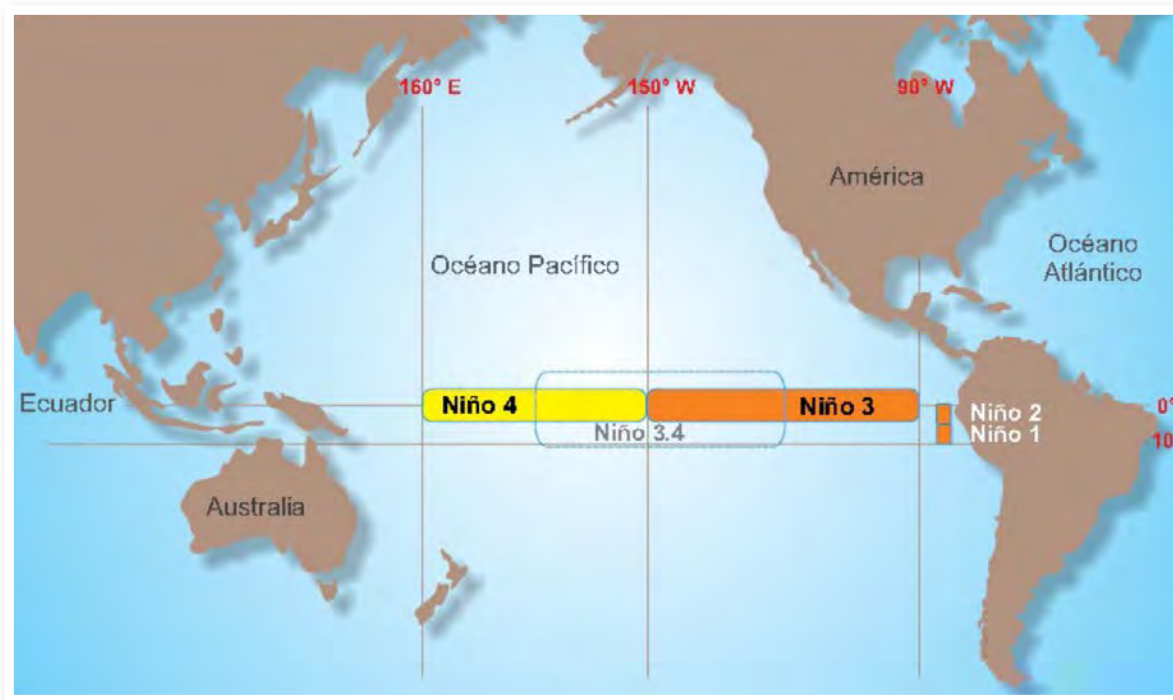 160° E
150° W
90° W
América
Océano Pacífico
Océano
Atlántico
Ecuador
Niño 4
Niño 3
Niño 2
0°
Niño 3.4
Niño 1
10°
Australia